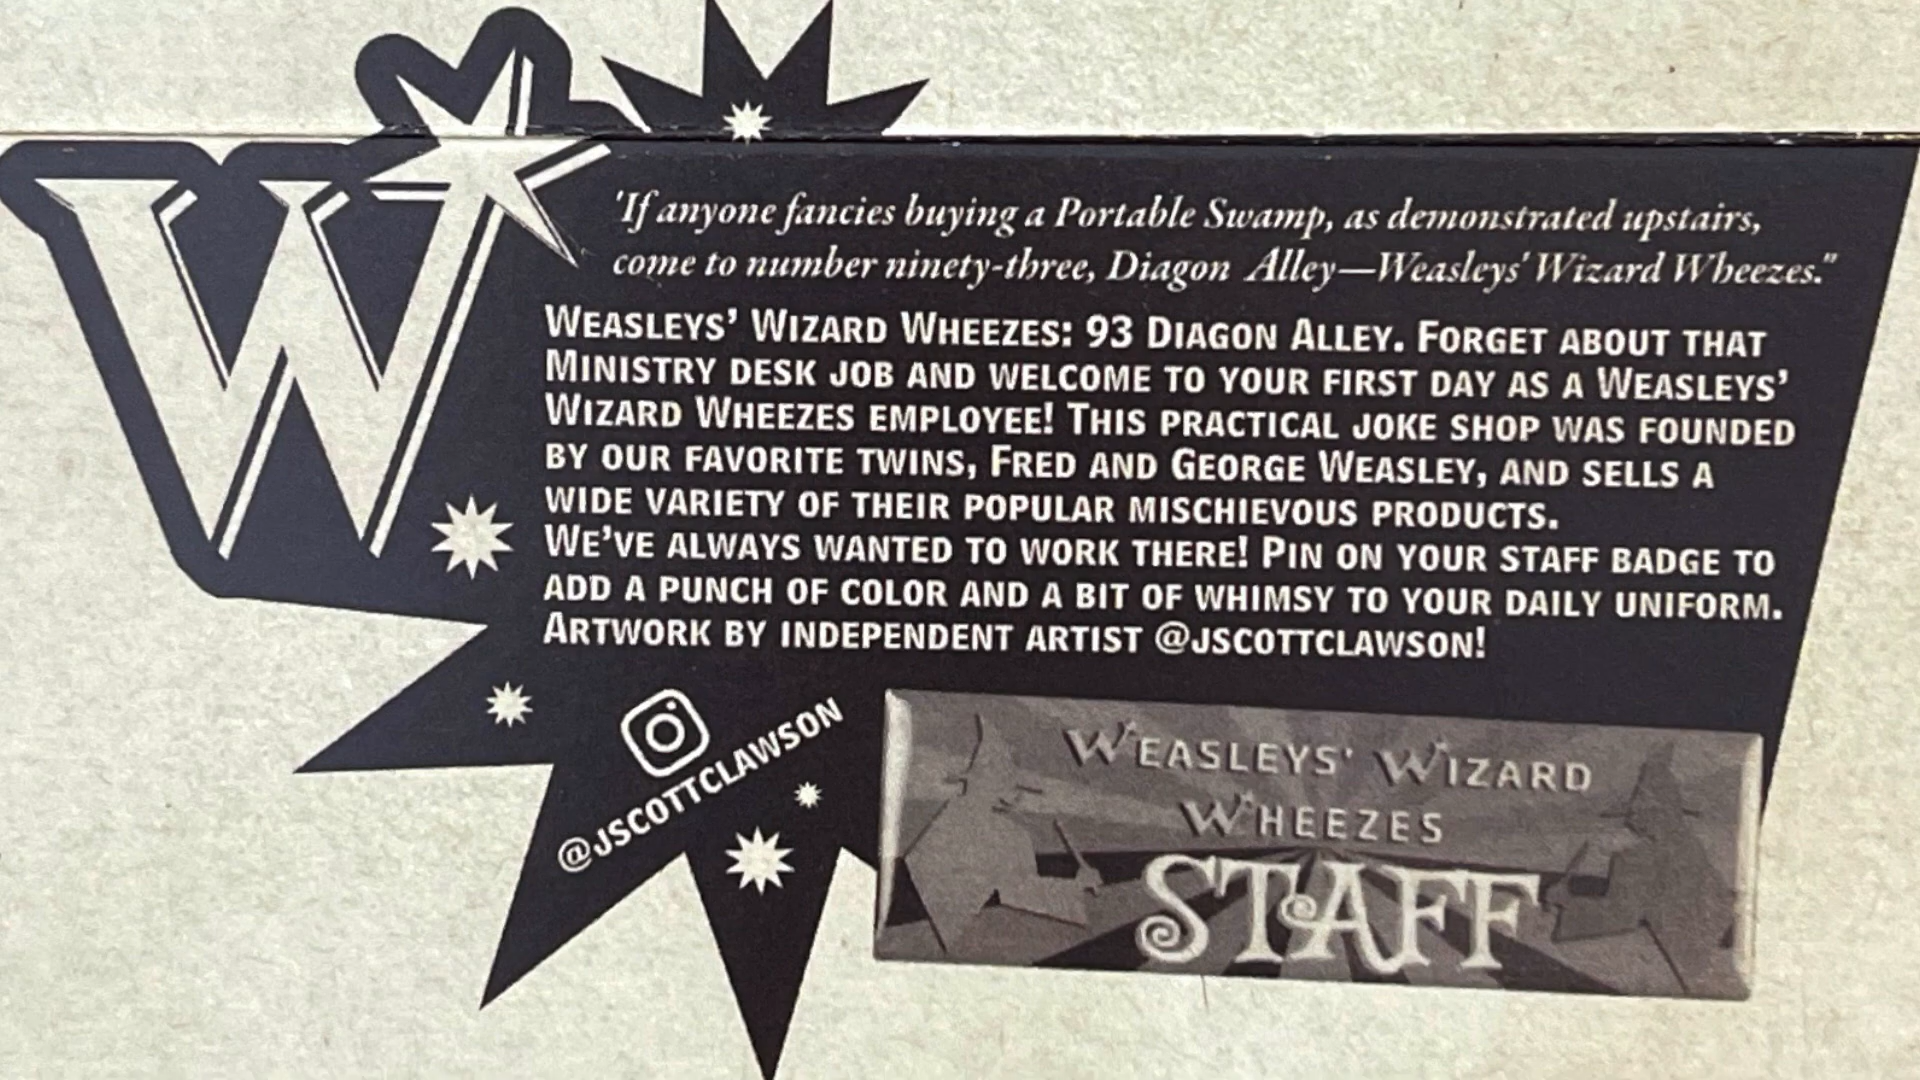 W
'If anyone fancies buying a Portable Swamp, as demonstrated upstairs,
come to number ninety-three, Diagon Alley—Weasleys' Wizard Wheezes."
WEASLEYS' WIZARD WHEEZES: 93 DIAGON ALLEY. FORGET ABOUT THAT
MINISTRY DESK JOB AND WELCOME TO YOUR FIRST DAY AS A WEASLEYS'
WIZARD WHEEZES EMPLOYEE! THIS PRACTICAL JOKE SHOP WAS FOUNDED
BY OUR FAVORITE TWINS, FRED AND GEORGE WEASLEY, AND SELLS A
WIDE VARIETY OF THEIR POPULAR MISCHIEVOUS PRODUCTS.
WE'VE ALWAYS WANTED TO WORK THERE! PIN ON YOUR STAFF BADGE TO
ADD A PUNCH OF COLOR AND A BIT OF WHIMSY TO YOUR DAILY UNIFORM.
ARTWORK BY INDEPENDENT ARTIST @JSCOTTCLAWSON!
@JSCOTTCLAWSON
WEASLEYS' WIZARD
WHEEZES
STAFF